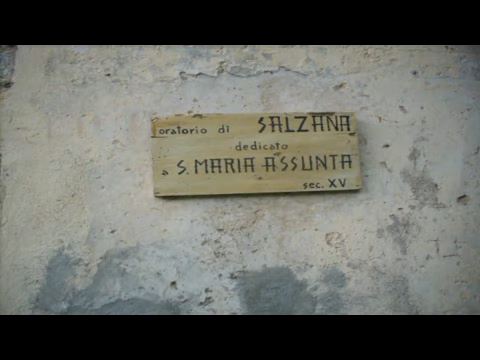 oratorio di SALZANA
dedicato
a S. MARIA ASSUNTA
sec. XV